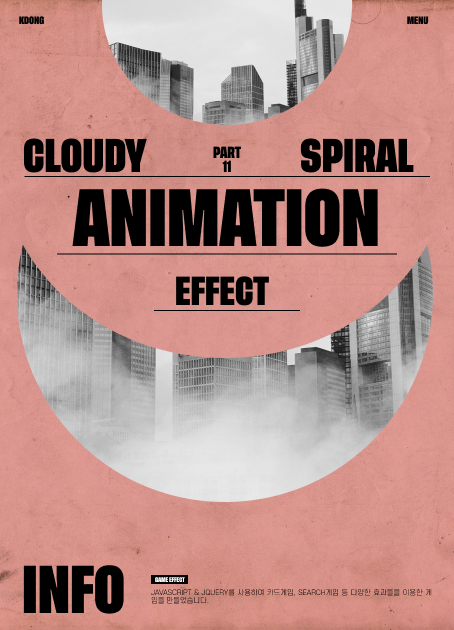 KDONG
MENU
CLOUDY
PART
11
SPIRAL
ANIMATION
EFFECT
INFO
GAME EFFECT
JAVASCRIPT & JQUERY를 사용하여 카드게임, SEARCH게임 등 다양한 효과들을 이용한 게
임을 만들었습니다.